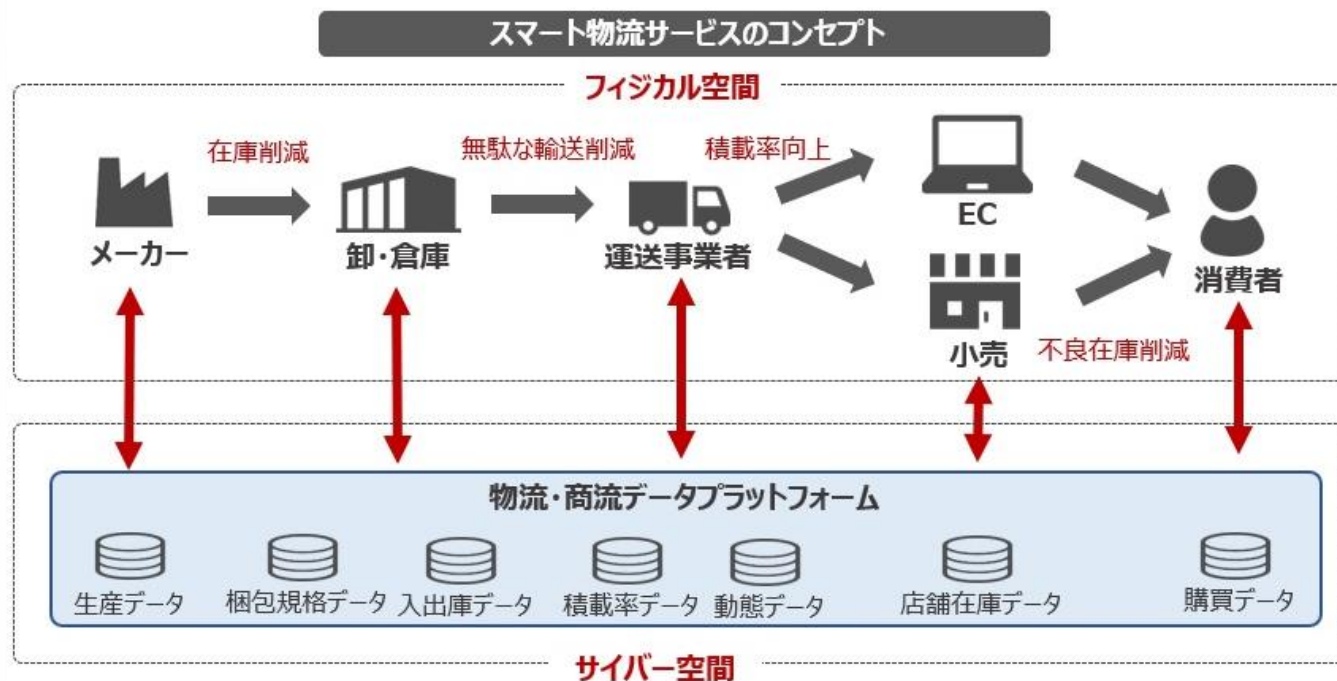 スマート物流サービスのコンセプト
フィジカル空間
在庫削減
無駄な輸送削減
積載率向上
メーカー
卸・倉庫
運送事業者
EC
消費者
小売
不良在庫削減
物流・商流データプラットフォーム
生産データ
梱包規格データ
入出庫データ
積載率データ
動態データ
店舗在庫データ
購買データ
サイバー空間